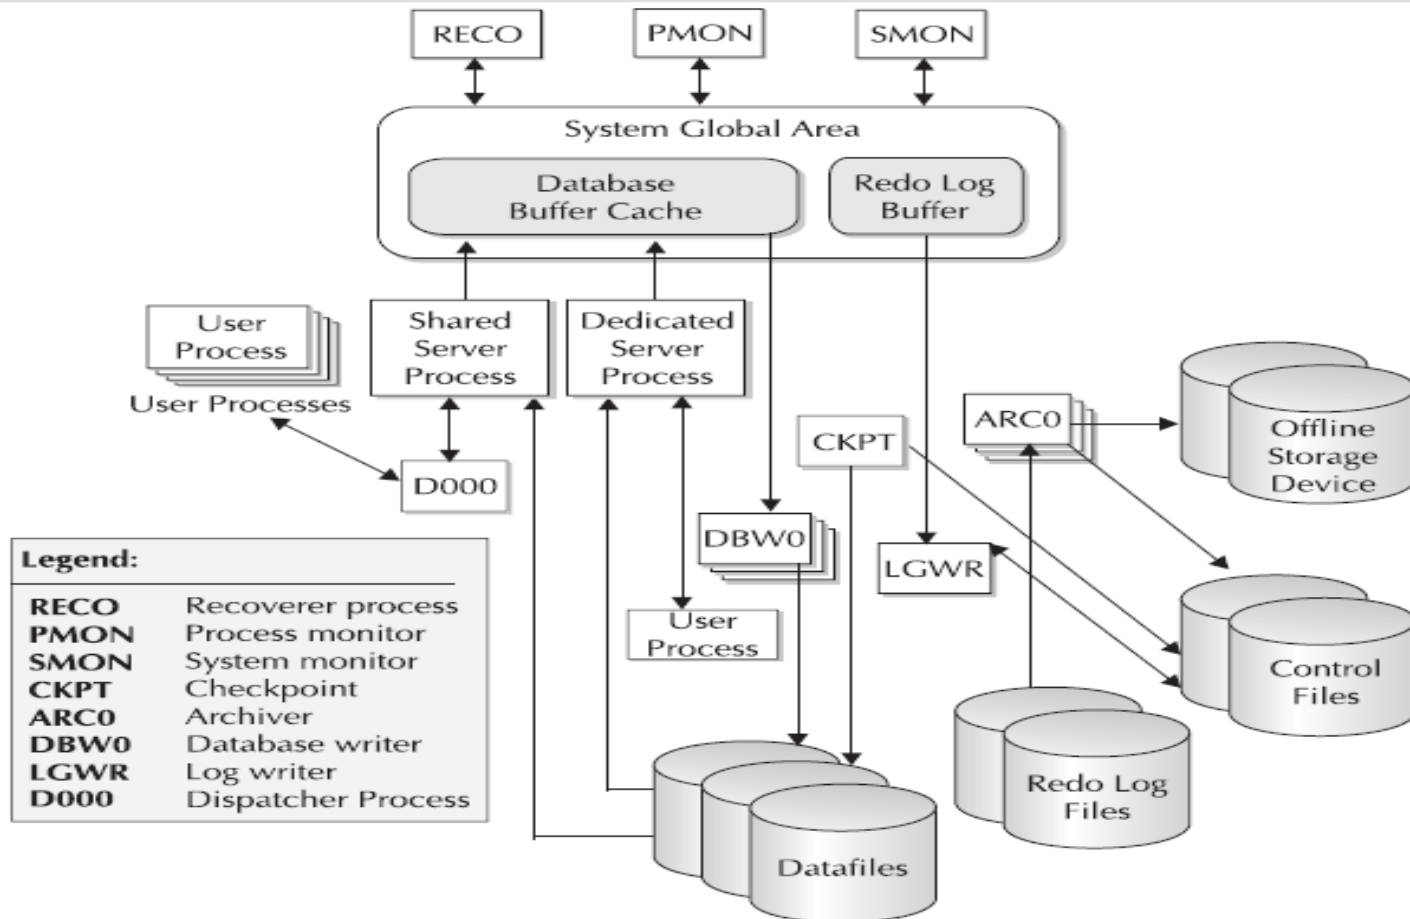 RECO
PMON
SMON
System Global Area
Database
Buffer Cache
Redo Log
Buffer
User
Process
User Processes
Shared
Server
Process
Dedicated
Server
Process
D000
CKPT
ARC0
Offline
Storage
Device
DBW0
LGWR
User
Process
Control
Files
Redo Log
Files
Datafiles
Legend:
RECO Recoverer process
PMON Process monitor
SMON System monitor
CKPT Checkpoint
ARC0 Archiver
DBW0 Database writer
LGWR Log writer
D000 Dispatcher Process